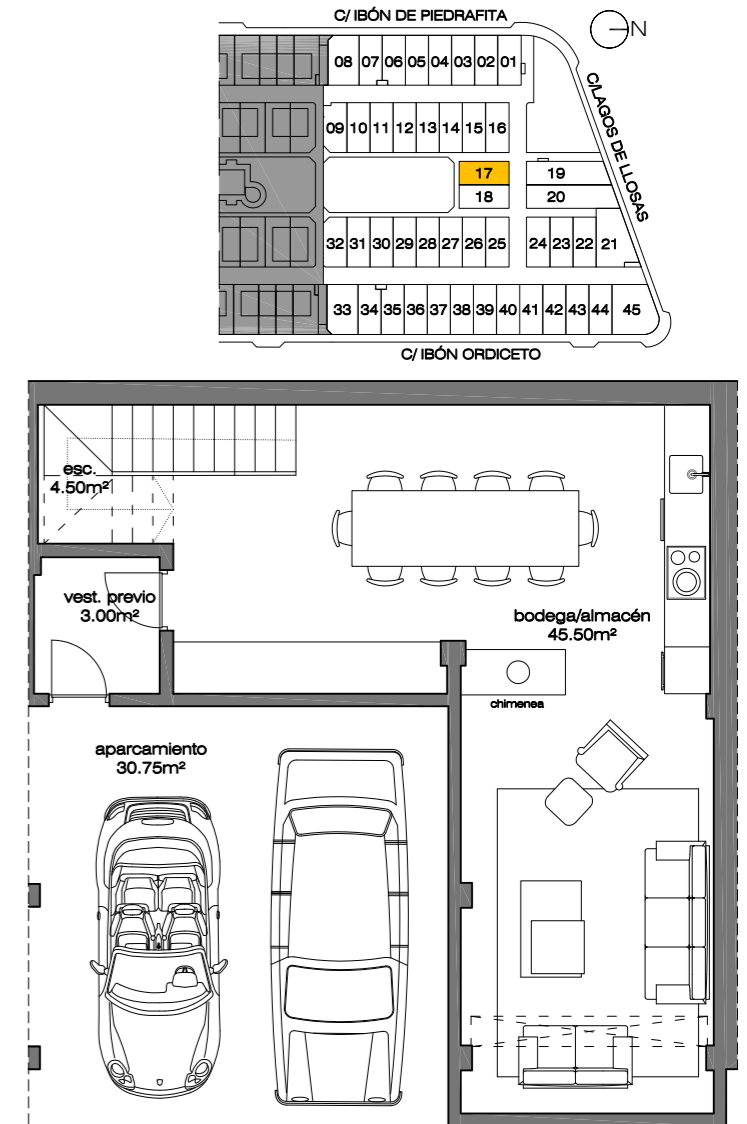 C/ IBÓN DE PIEDRAFITA
N
08 07 06 05 04 03 02 01
C/LAGOS DE LLOSAS
09 10 11 12 13 14 15 16
17 19
18 20
32 31 30 29 28 27 26 25 24 23 22 21
33 34 35 36 37 38 39 40 41 42 43 44 45
C/ IBÓN ORDICETO
esc.
4.50m²
vest. previo
3.00m²
bodega/almacén
45.50m²
chimenea
aparcamiento
30.75m²